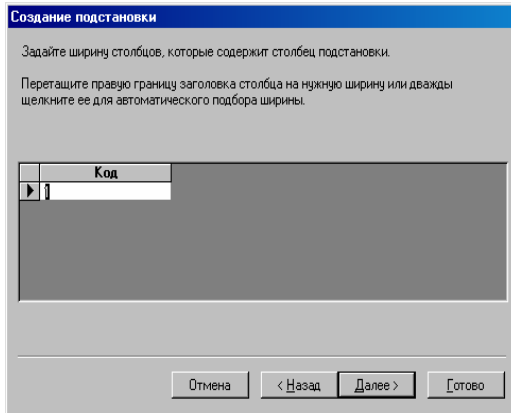 Создание подстановки
Задайте ширину столбцов, которые содержит столбец подстановки.
Перетащите правую границу заголовка столбца на нужную ширину или дважды
щелкните ее для автоматического подбора ширины.
Код
1
Отмена
< Назад
Далее >
Готово